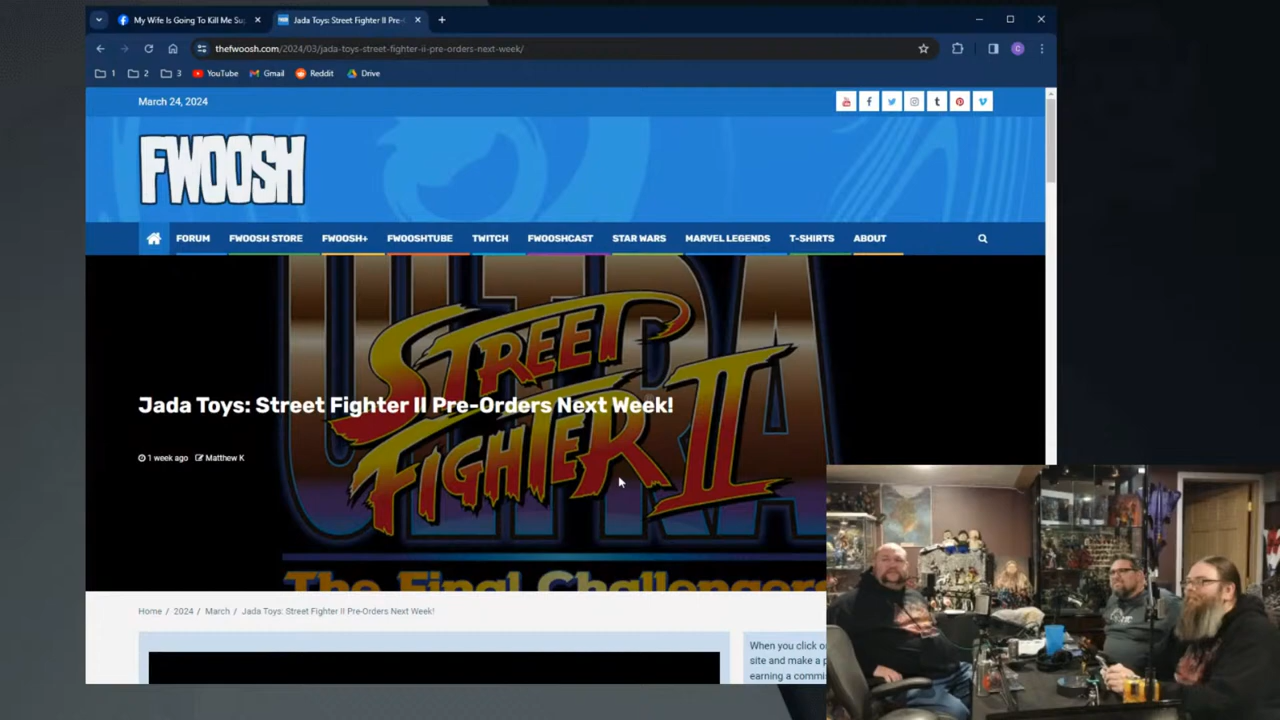 My Wife Is Going To Kill Me Su
Jada Toys: Street Fighter II Pre-O
thefwoosh.com/2024/03/jada-toys-street-fighter-ii-pre-orders-next-week/
1 2 3 YouTube Gmail Reddit Drive
March 24, 2024
FWOOSH
FORUM FWOOSH STORE FWOOSH+ FWOOSHTUBE TWITCH FWOOSHCAST STAR WARS MARVEL LEGENDS T-SHIRTS ABOUT
ULTRA
STREET
FIGHTER II
Jada Toys: Street Fighter II Pre-Orders Next Week!
1 week ago Matthew K
The Final Challengers
Home / 2024 / March / Jada Toys: Street Fighter II Pre-Orders Next Week!
When you click o
site and make a p
earning a commi